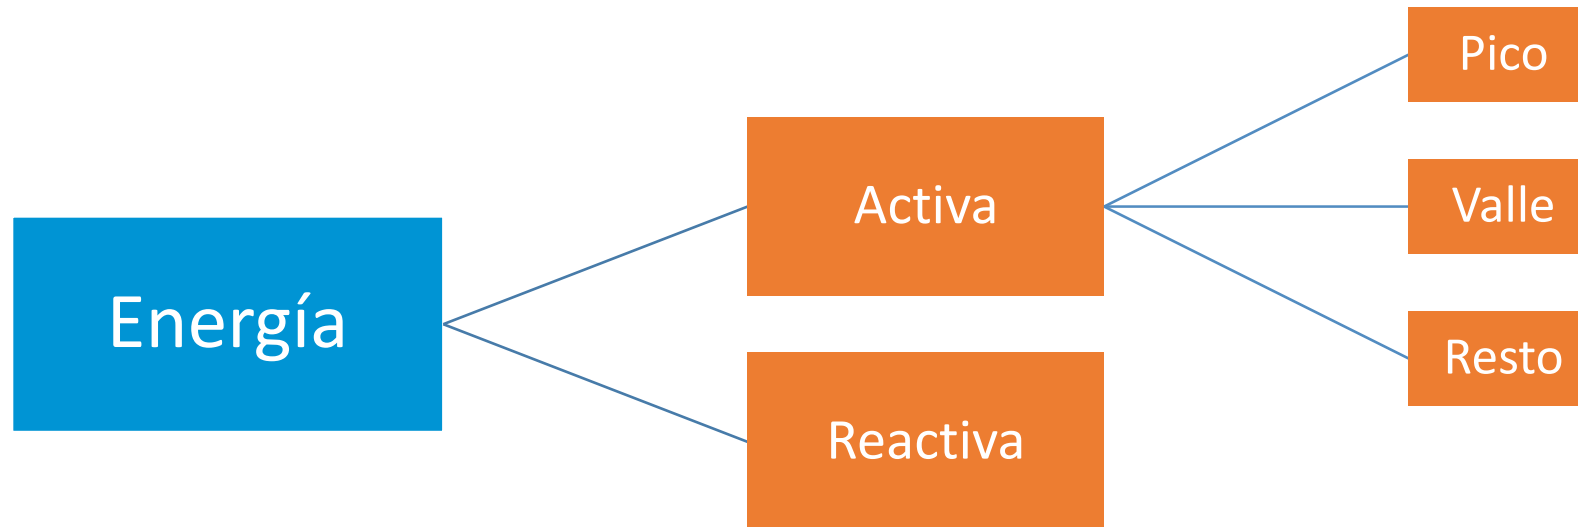 Energía
Activa
Reactiva
Pico
Valle
Resto